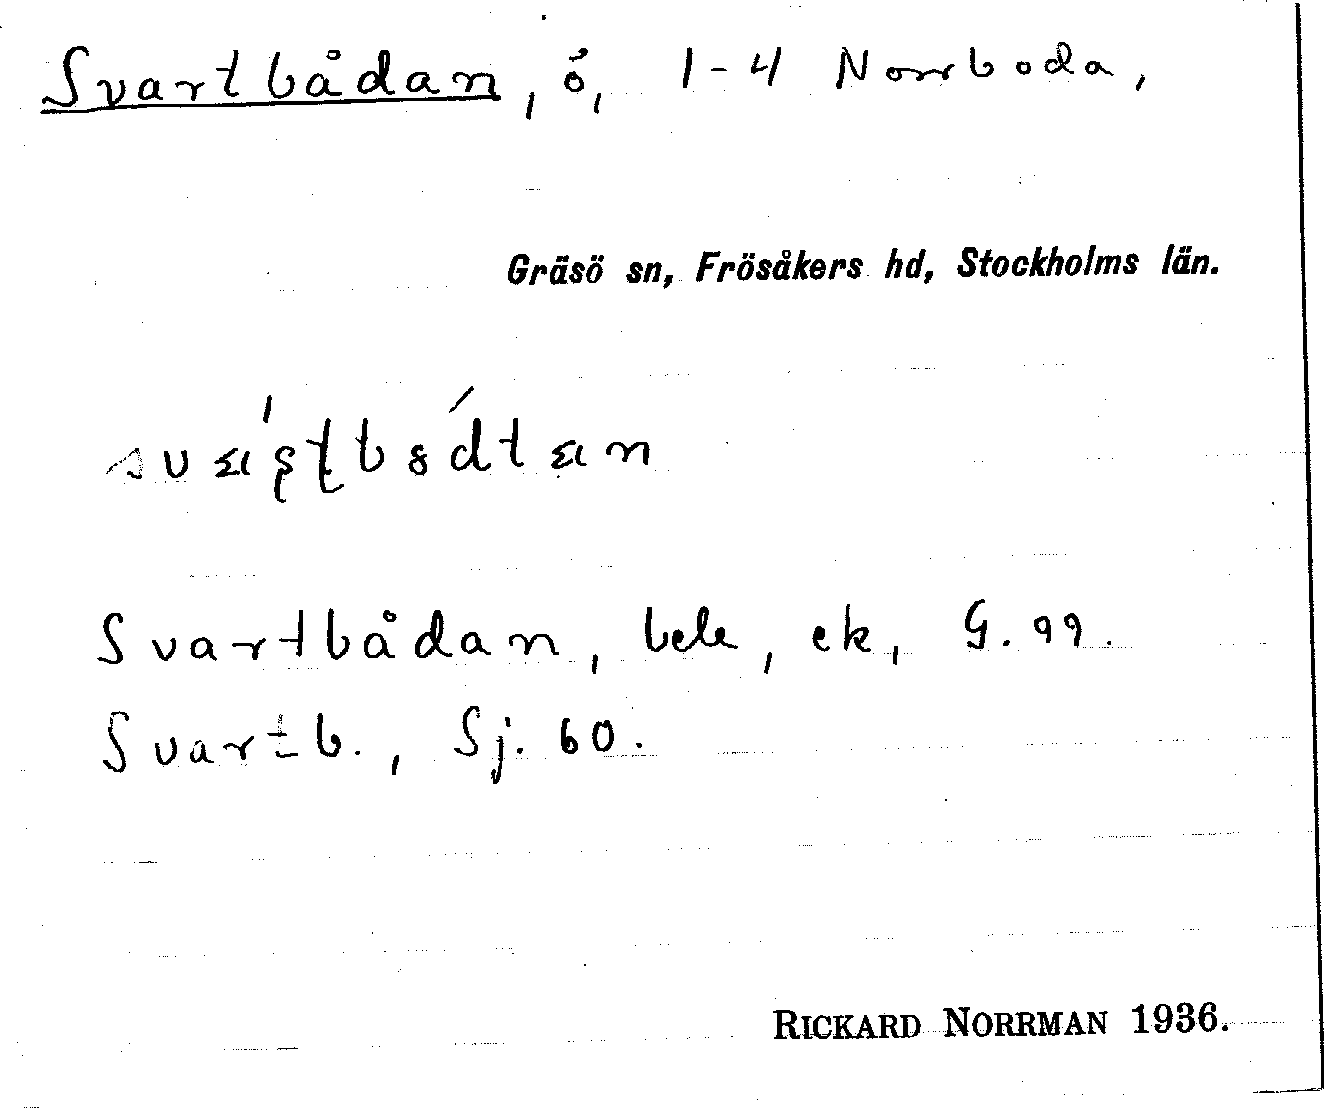 Svartbådan, ö, 1-4 Norrboda,
Gräsö sn, Frösåkers hd, Stockholms län.
Svartbådan, bele, ek, G. 99.
Svartb., Sj. 60.
RICKARD NORRMAN 1936.